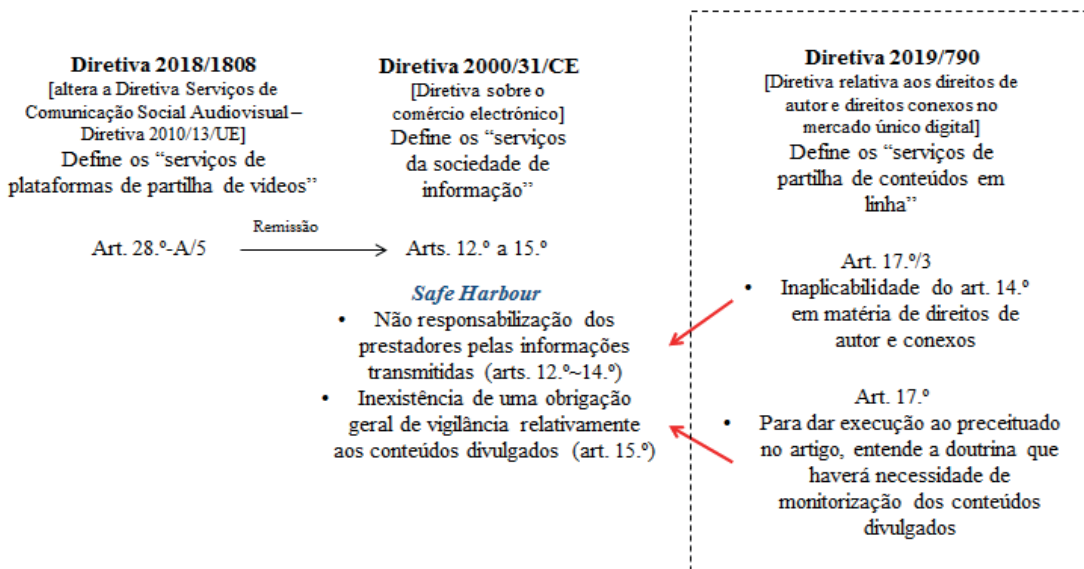 Diretiva 2018/1808
[altera a Diretiva Serviços de
Comunicação Social Audiovisual –
Diretiva 2010/13/UE]
Define os “serviços de
plataformas de partilha de vídeos”
Art. 28.º-A/5
Remissão
Diretiva 2000/31/CE
[Diretiva sobre o
comércio electrónico]
Define os “serviços
da sociedade de
informação”
Arts. 12.º a 15.º
Safe Harbour
• Não responsabilização dos
prestadores pelas informações
transmitidas (arts. 12.º~14.º)
• Inexistência de uma obrigação
geral de vigilância relativamente
aos conteúdos divulgados (art. 15.º)
Diretiva 2019/790
[Diretiva relativa aos direitos de
autor e direitos conexos no
mercado único digital]
Define os “serviços de
partilha de conteúdos em
linha”
Art. 17.º/3
• Inaplicabilidade do art. 14.º
em matéria de direitos de
autor e conexos
Art. 17.º
• Para dar execução ao preceituado
no artigo, entende a doutrina que
haverá necessidade de
monitorização dos conteúdos
divulgados